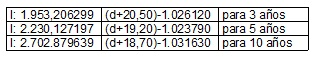 I: 1.953,206299 (d+20,50)-1.026120 para 3 años
I: 2.230,127197 (d+19,20)-1.023790 para 5 años
I: 2.702.879639 (d+18,70)-1.031630 para 10 años